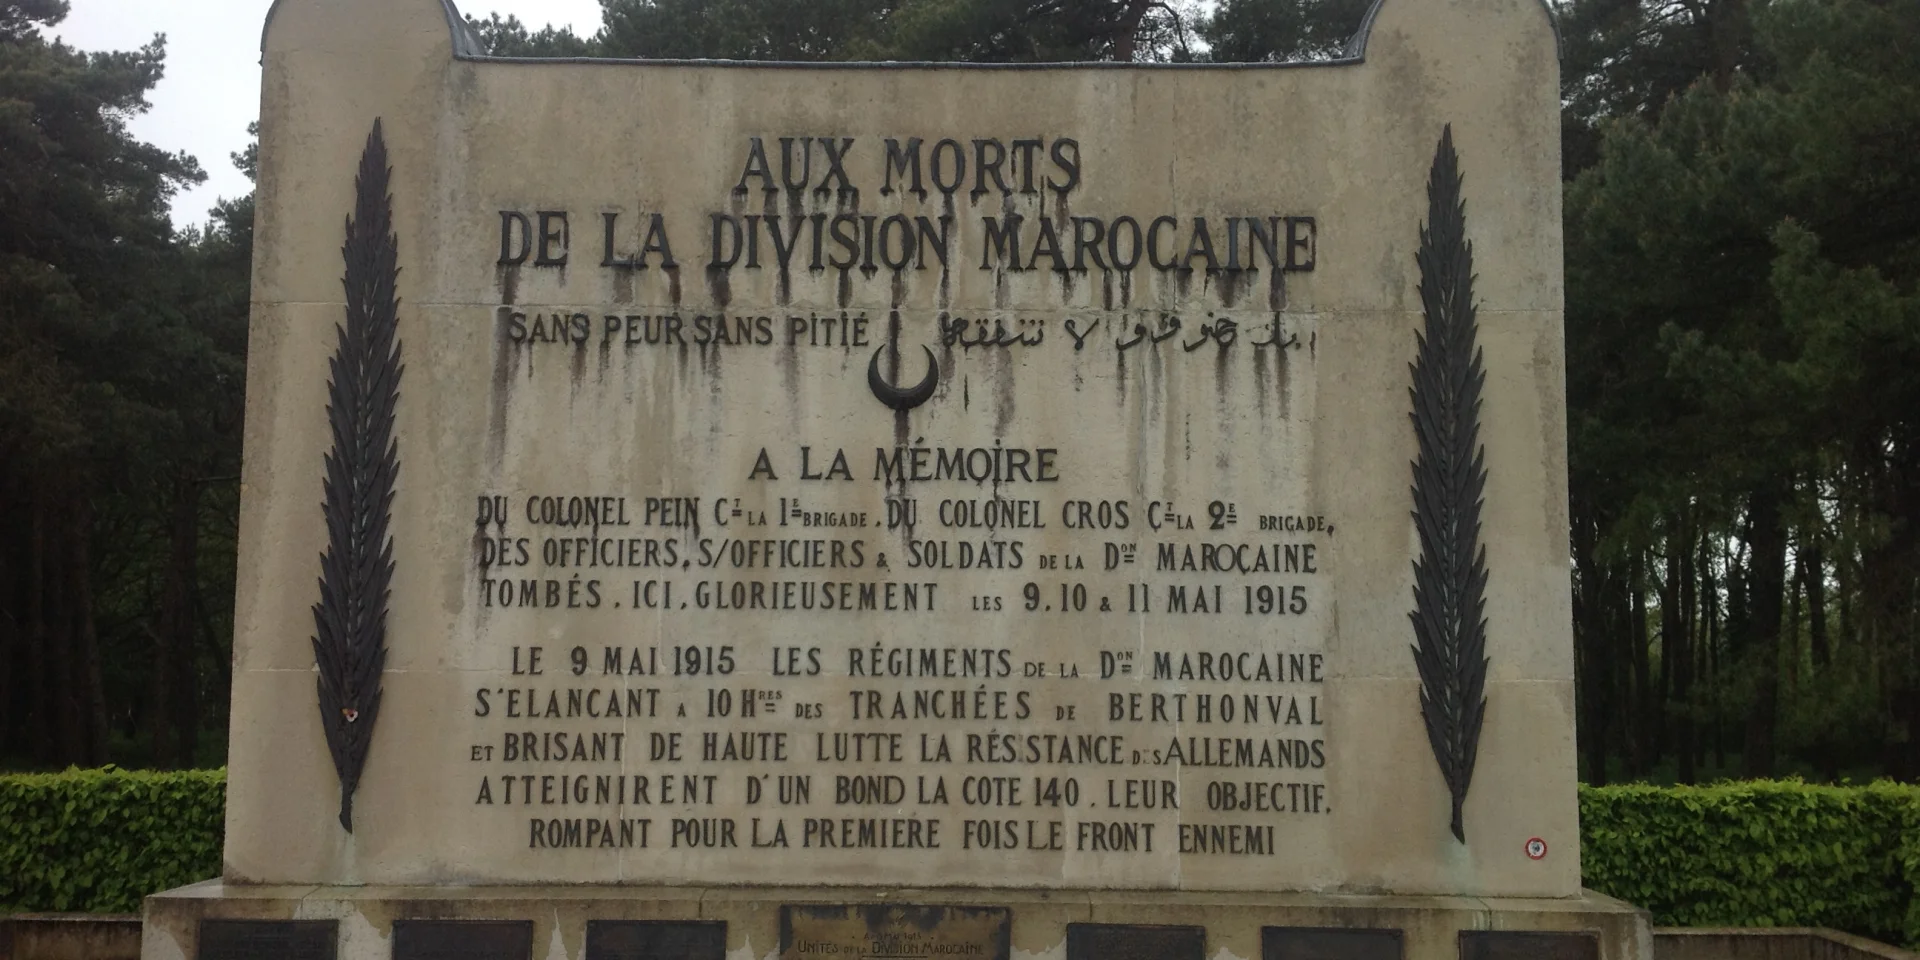 AUX MORTS
DE LA DIVISION MAROCAINE
SANS PEUR SANS PITIÉ
A LA MÉMOIRE
DU COLONEL PEIN Cᵀ LA 1ᴱ BRIGADE. DU COLONEL CROS Cᵀ LA 2ᴱ BRIGADE.
DES OFFICIERS. S/OFFICIERS & SOLDATS DE LA Dᴼᴺ MAROCAINE
TOMBÉS. ICI. GLORIEUSEMENT LES 9. 10 & 11 MAI 1915
LE 9 MAI 1915 LES RÉGIMENTS DE LA Dᴼᴺ MAROCAINE
S'ELANCANT A 10 Hᴿᴱˢ DES TRANCHÉES DE BERTHONVAL
ET BRISANT DE HAUTE LUTTE LA RÉSISTANCE DES ALLEMANDS
ATTEIGNIRENT D'UN BOND LA COTE 140. LEUR OBJECTIF.
ROMPANT POUR LA PREMIERE FOIS LE FRONT ENNEMI
UNITÉS DE LA DIVISION MAROCAINE